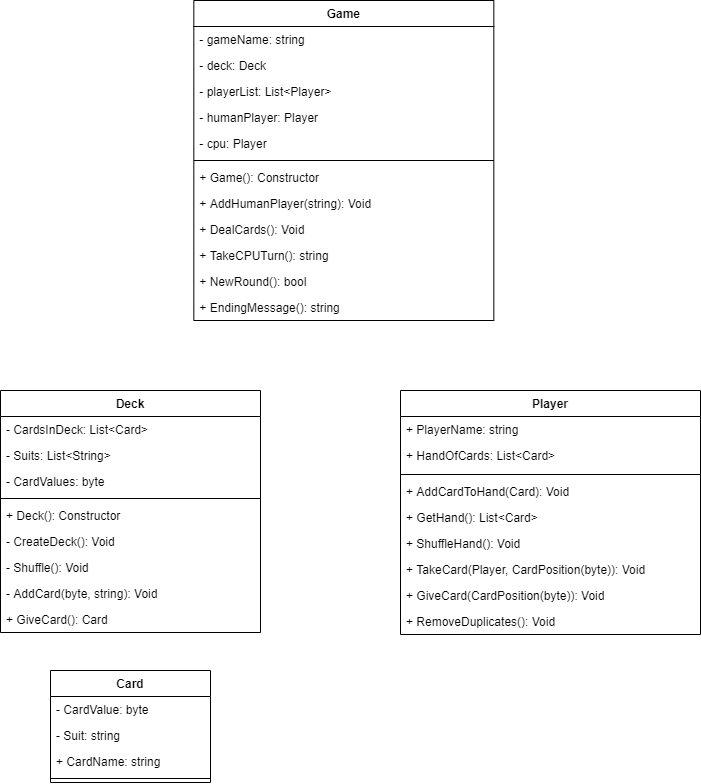 Game
- gameName: string
- deck: Deck
- playerList: List<Player>
- humanPlayer: Player
- cpu: Player
+ Game(): Constructor
+ AddHumanPlayer(string): Void
+ DealCards(): Void
+ TakeCPUTurn(): string
+ NewRound(): bool
+ EndingMessage(): string
Deck
- CardsInDeck: List<Card>
- Suits: List<String>
- CardValues: byte
+ Deck(): Constructor
- CreateDeck(): Void
- Shuffle(): Void
- AddCard(byte, string): Void
+ GiveCard(): Card
Player
+ PlayerName: string
+ HandOfCards: List<Card>
+ AddCardToHand(Card): Void
+ GetHand(): List<Card>
+ ShuffleHand(): Void
+ TakeCard(Player, CardPosition(byte)): Void
+ GiveCard(CardPosition(byte)): Void
+ RemoveDuplicates(): Void
Card
- CardValue: byte
- Suit: string
+ CardName: string